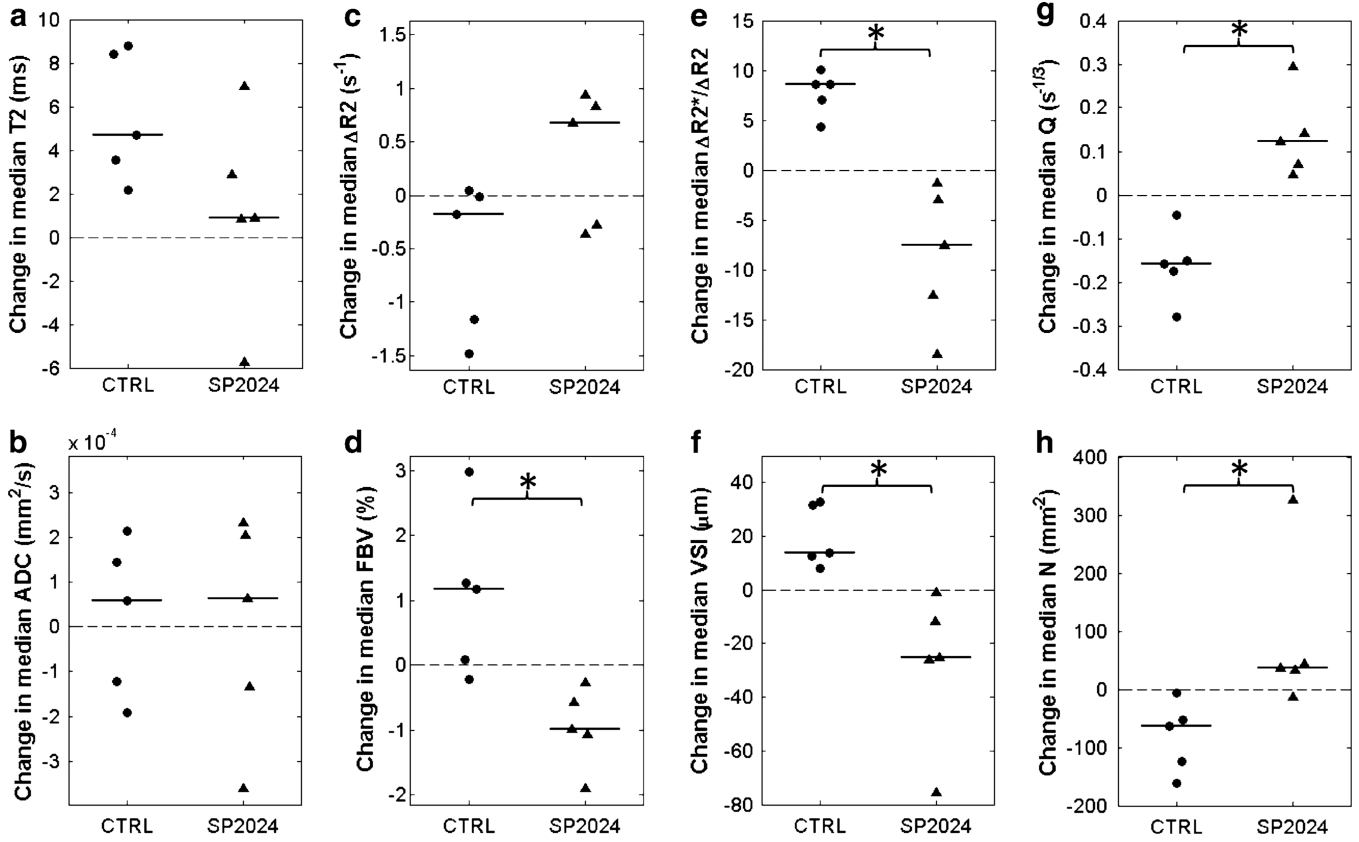 a
Change in median T2 (ms)
10
8
6
4
2
0
-2
-4
-6
CTRL SP2024
c
Change in median ΔR2 (s⁻¹)
1.5
1
0.5
0
-0.5
-1
-1.5
CTRL SP2024
e
Change in median ΔR2*/ΔR2
15
10
5
0
-5
-10
-15
-20
*
CTRL SP2024
g
Change in median Q (s⁻¹/³)
0.4
0.3
0.2
0.1
0
-0.1
-0.2
-0.3
-0.4
*
CTRL SP2024
b
x 10⁻⁴
Change in median ADC (mm²/s)
3
2
1
0
-1
-2
-3
CTRL SP2024
d
Change in median FBV (%)
3
2
1
0
-1
-2
*
CTRL SP2024
f
Change in median VSI (μm)
40
20
0
-20
-40
-60
-80
*
CTRL SP2024
h
Change in median N (mm⁻²)
400
300
200
100
0
-100
-200
*
CTRL SP2024